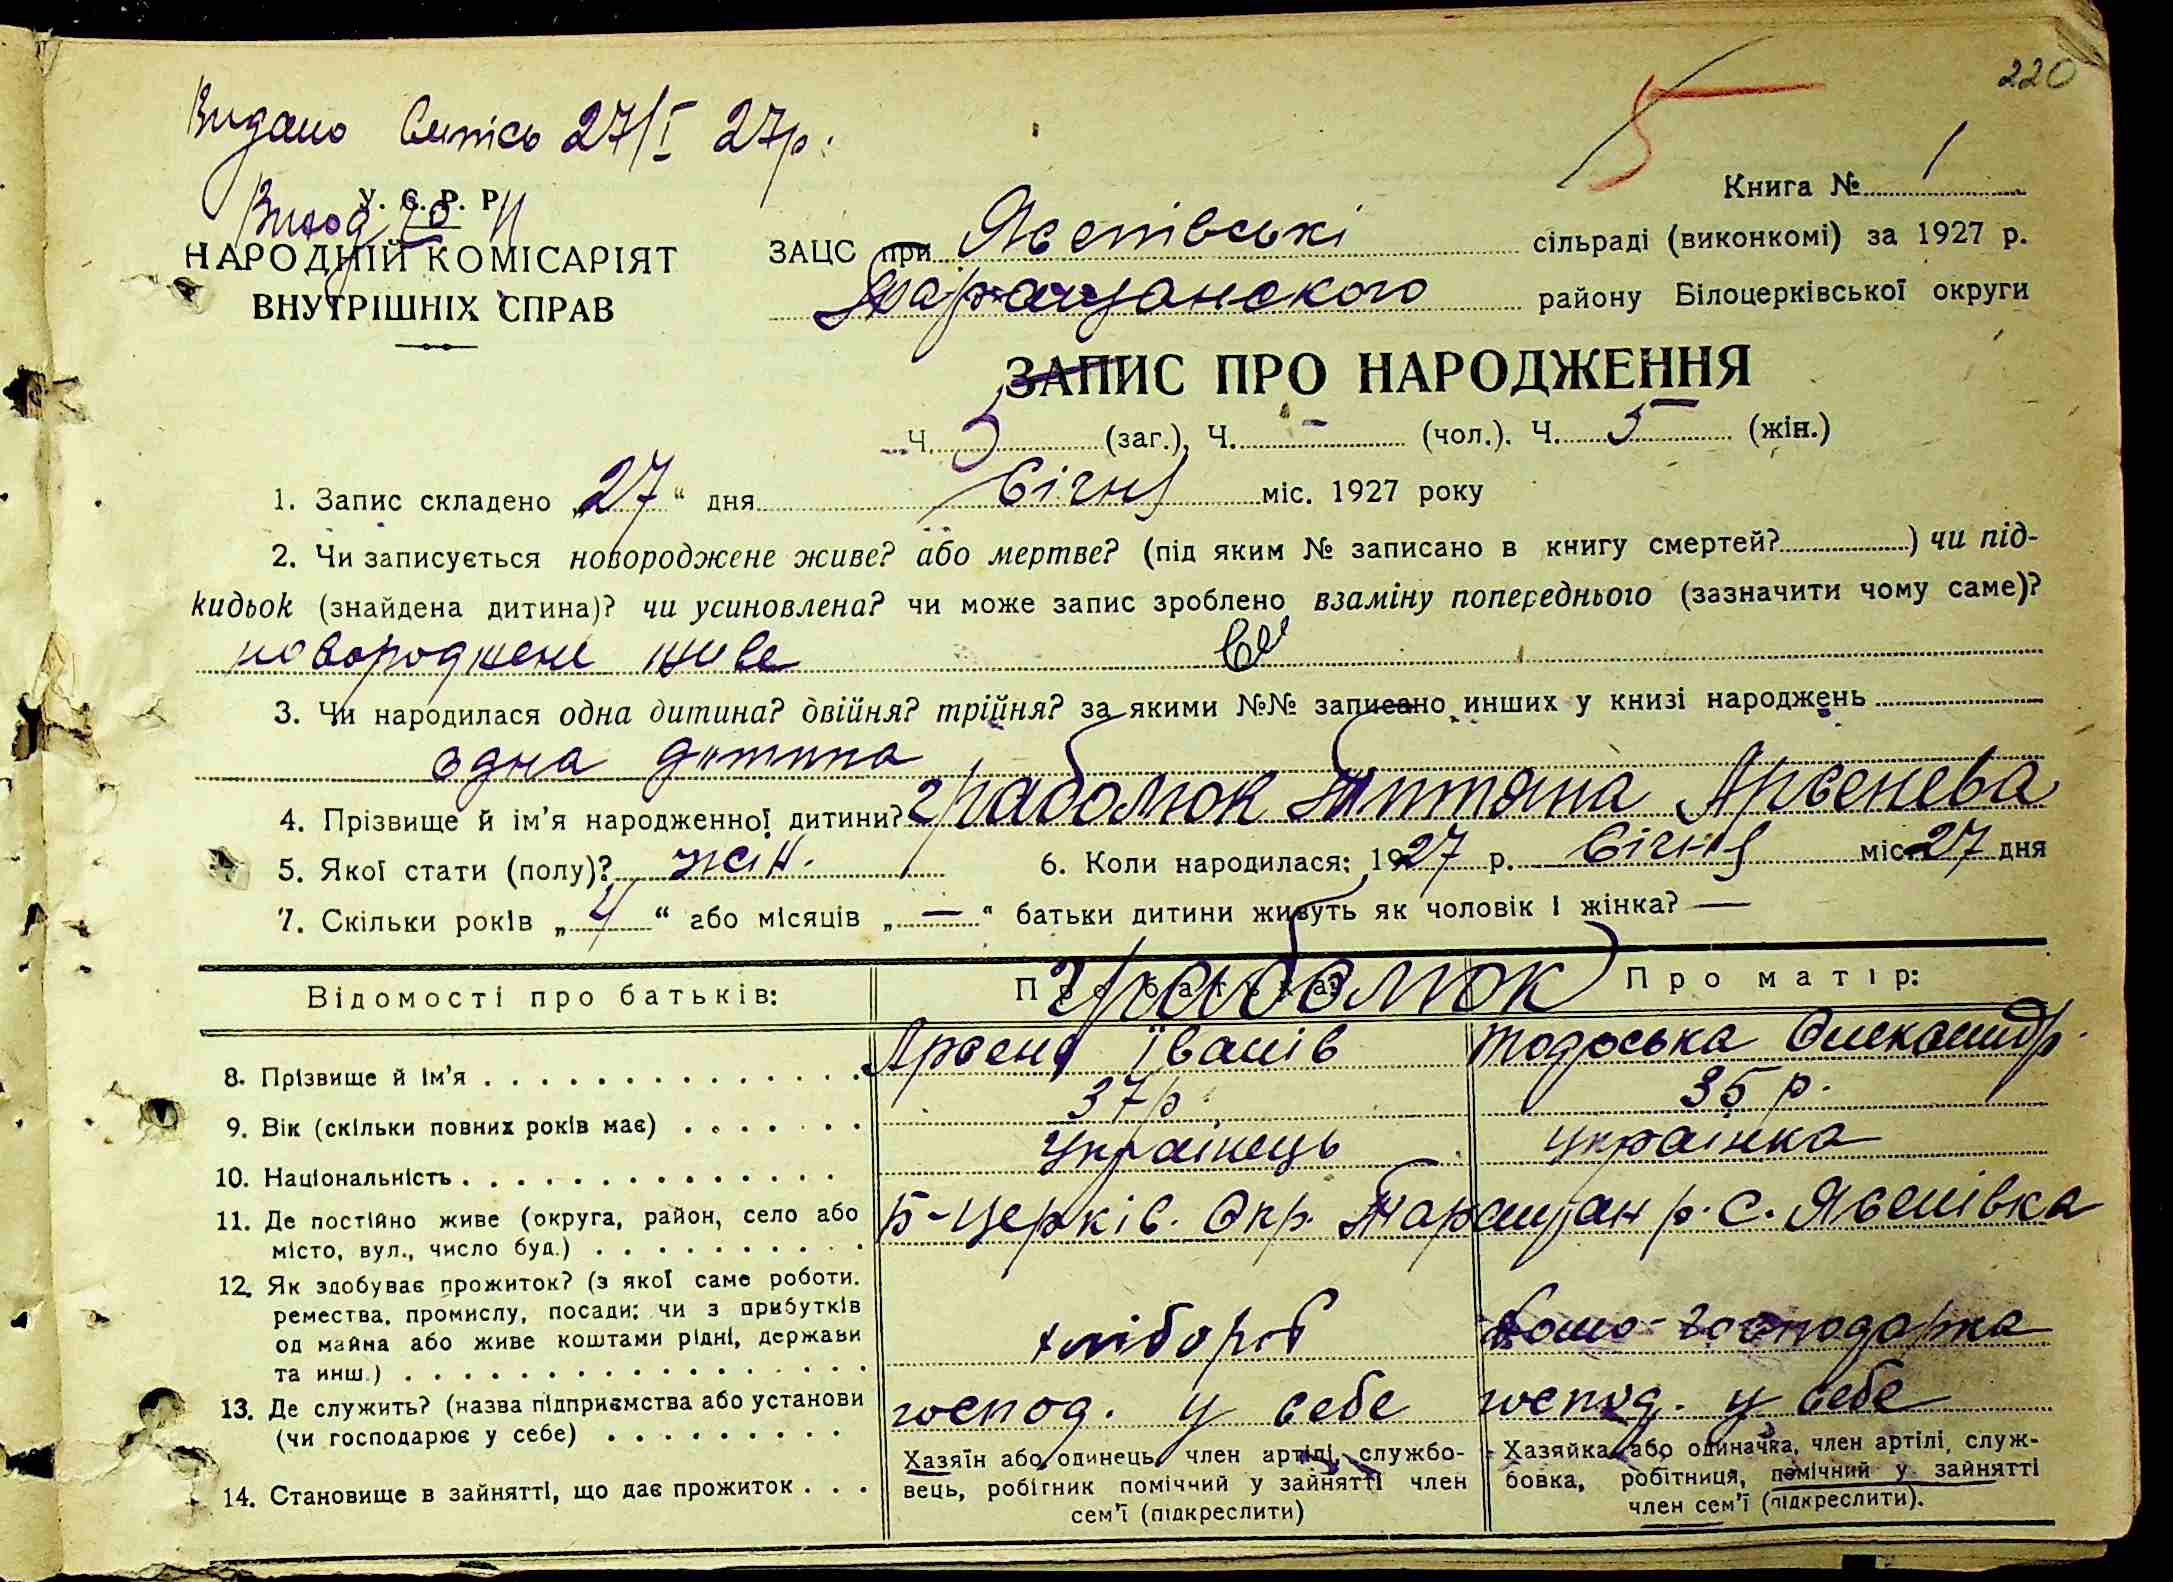 220
Видано Випись 27/I 27р.
5
Книга № 1
У. С. Р. Р.
НАРОДНІЙ КОМІСАРІЯТ
ВНУТРІШНІХ СПРАВ
ЗАЦС при сільраді (виконкомі) за 1927 р.
Таращанского району Білоцерківської округи
ЗАПИС ПРО НАРОДЖЕННЯ
Ч. 5 (заг.), Ч. - (чол.). Ч. 5 (жін.)
1. Запис складено „27“ дня Січня міс. 1927 року
2. Чи записується новороджене живе? або мертве? (під яким № записано в книгу смертей?) чи під-
кидьок (знайдена дитина)? чи усиновлена? чи може запис зроблено взаміну попереднього (зазначити чому саме)?
новороджене живе
3. Чи народилася одна дитина? двійня? трійня? за якими №№ записано инших у книзі народжень
одна дитина
4. Прізвище й ім'я народженної дитини? Арсенева
5. Якої стати (полу)? жін. 6. Коли народилася: 1927 р. Січня міс. 27 дня
7. Скільки років „4“ або місяців „—“ батьки дитини живуть як чоловік і жінка? —
Відомості про батьків: Про батька: Про матір:
8. Прізвище й ім'я Арсен Іванів Тодоська Олександр.
9. Вік (скільки повних років має) 37р 35 р.
10. Національність Українець українка
11. Де постійно живе (округа, район, село або
місто, вул., число буд.) Б-Церків. Окр. Таращан р. с.
12. Як здобуває прожиток? (з якої саме роботи.
ремества, промислу, посади; чи з прибутків
од майна або живе коштами рідні, держави
та инш.) хлібороб домо-господарка
13. Де служить? (назва підприємства або установи
(чи господарює у себе) господ. у себе господ. у себе
14. Становище в зайнятті, що дає прожиток
Хазяїн або одинець, член артілі, службо-
вець, робітник помічний у зайнятті член
сем'ї (підкреслити)
Хазяйка або одиначка, член артілі, служ-
бовка, робітниця, помічний у зайнятті
член сем'ї (підкреслити).